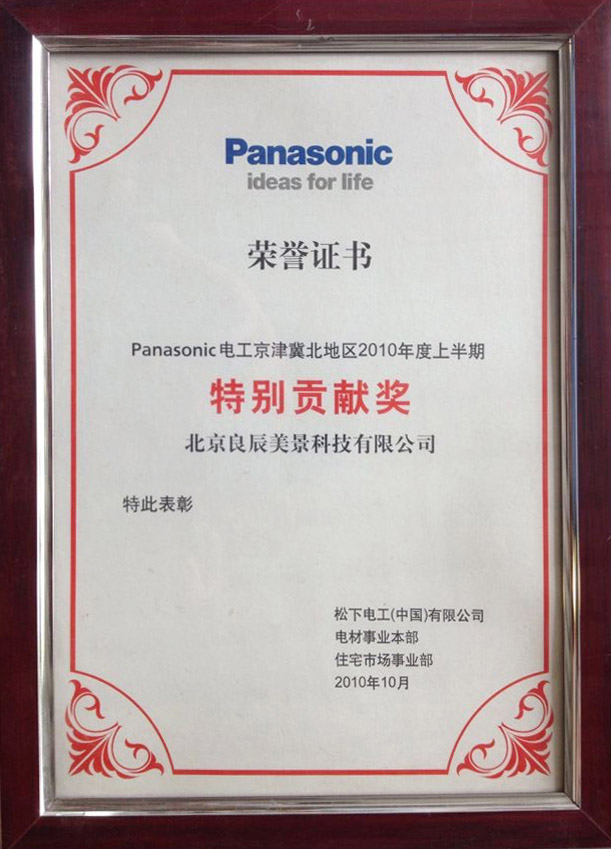 Panasonic
ideas for life
荣誉证书
Panasonic电工京津冀北地区2010年度上半期
特别贡献奖
北京良辰美景科技有限公司
特此表彰
松下电工(中国)有限公司
电材事业本部
住宅市场事业部
2010年10月